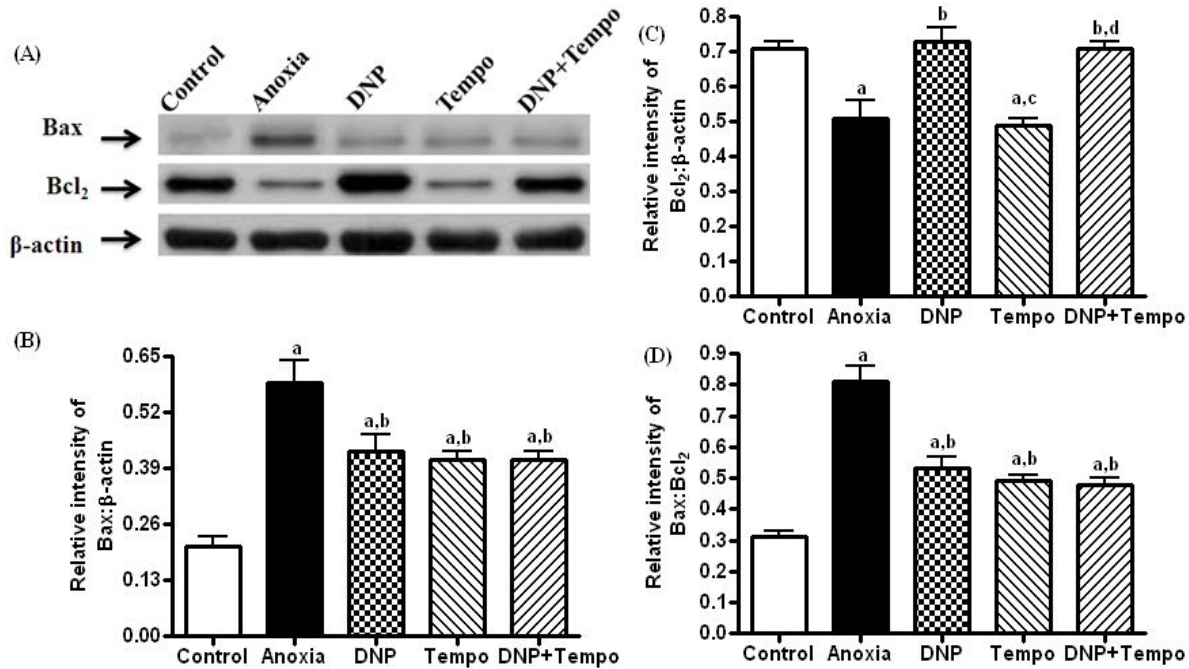 (A)
Control Anoxia DNP Tempo DNP+Tempo
Bax
Bcl₂
β-actin
(B)
Relative intensity of
Bax:β-actin
0.65
0.52
0.39
0.26
0.13
0.00
a
a,b
a,b
a,b
Control Anoxia DNP Tempo DNP+Tempo
(C)
Relative intensity of
Bcl₂:β-actin
0.8
0.7
0.6
0.5
0.4
0.3
0.2
0.1
0.0
a
b
a,c
b,d
Control Anoxia DNP Tempo DNP+Tempo
(D)
Relative intensity of
Bax:Bcl₂
0.9
0.8
0.7
0.6
0.5
0.4
0.3
0.2
0.1
0.0
a
a,b
a,b
a,b
Control Anoxia DNP Tempo DNP+Tempo